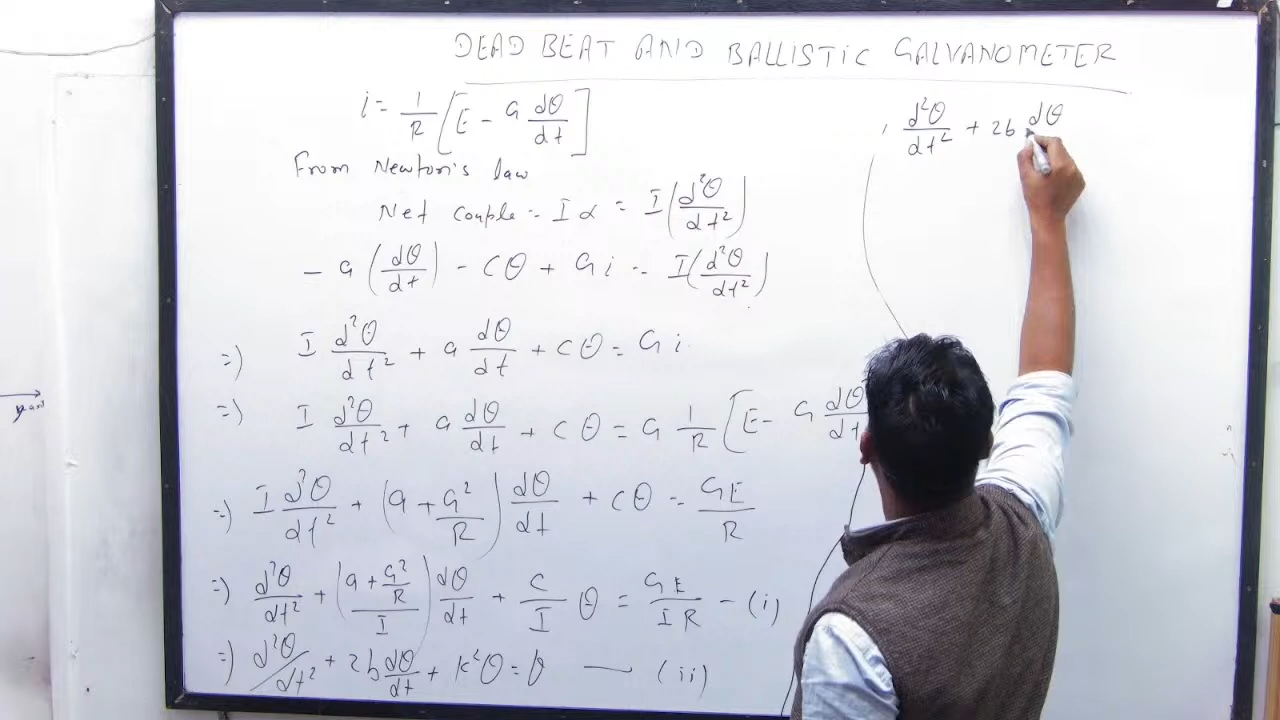 DEAD BEAT AND BALLISTIC GALVANOMETER
i = 1/R [E - G dθ/dt]
From Newton's law
Net couple = I α = I (d²θ/dt²)
- a (dθ/dt) - cθ + Gi = I (d²θ/dt²)
=) I d²θ/dt² + a dθ/dt + cθ = Gi
=) I d²θ/dt² + a dθ/dt + cθ = G 1/R [E - G dθ/dt
=) I d²θ/dt² + (a + G²/R) dθ/dt + cθ = GE/R
=) d²θ/dt² + ((a + G²/R)/I) dθ/dt + c/I θ = GE/IR - (i)
=) d²θ/dt² + 2b dθ/dt + k²θ = θ — (ii)
d²θ/dt² + 2b dθ